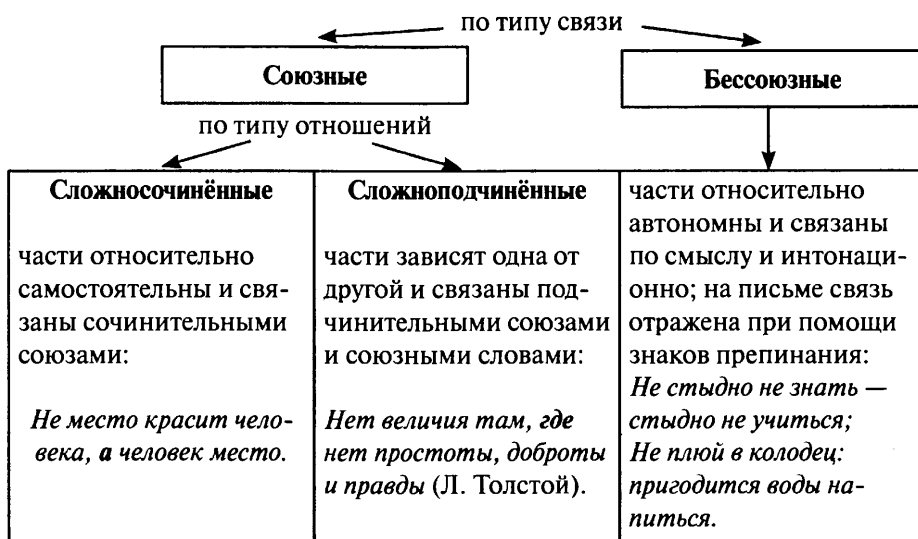 по типу связи
Союзные
Бессоюзные
по типу отношений
Сложносочинённые
части относительно
самостоятельны и свя-
заны сочинительными
союзами:
Не место красит чело-
века, а человек место.
Сложноподчинённые
части зависят одна от
другой и связаны под-
чинительными союзами
и союзными словами:
Нет величия там, где
нет простоты, доброты
и правды (Л. Толстой).
части относительно
автономны и связаны
по смыслу и интонаци-
онно; на письме связь
отражена при помощи
знаков препинания:
Не стыдно не знать —
стыдно не учиться;
Не плюй в колодец:
пригодится воды на-
питься.